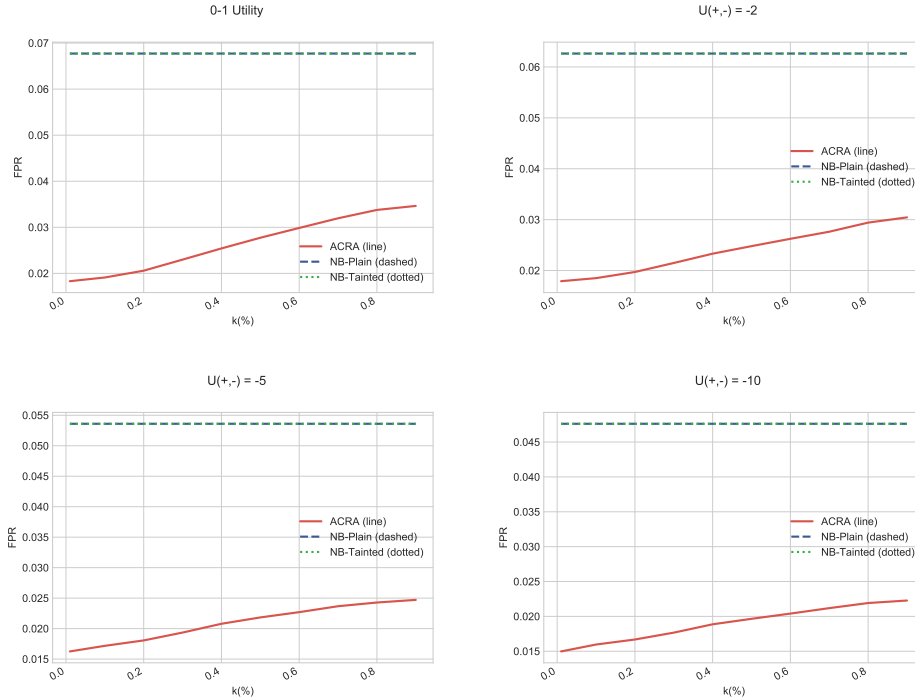 0-1 Utility
0.07
0.06
0.05
0.04
0.03
0.02
FPR
ACRA (line)
NB-Plain (dashed)
NB-Tainted (dotted)
0.0 0.2 0.4 0.6 0.8
k(%)
U(+,-) = -2
0.06
0.05
0.04
0.03
0.02
FPR
ACRA (line)
NB-Plain (dashed)
NB-Tainted (dotted)
0.0 0.2 0.4 0.6 0.8
k(%)
U(+,-) = -5
0.055
0.050
0.045
0.040
0.035
0.030
0.025
0.020
0.015
FPR
ACRA (line)
NB-Plain (dashed)
NB-Tainted (dotted)
0.0 0.2 0.4 0.6 0.8
k(%)
U(+,-) = -10
0.045
0.040
0.035
0.030
0.025
0.020
0.015
FPR
ACRA (line)
NB-Plain (dashed)
NB-Tainted (dotted)
0.0 0.2 0.4 0.6 0.8
k(%)